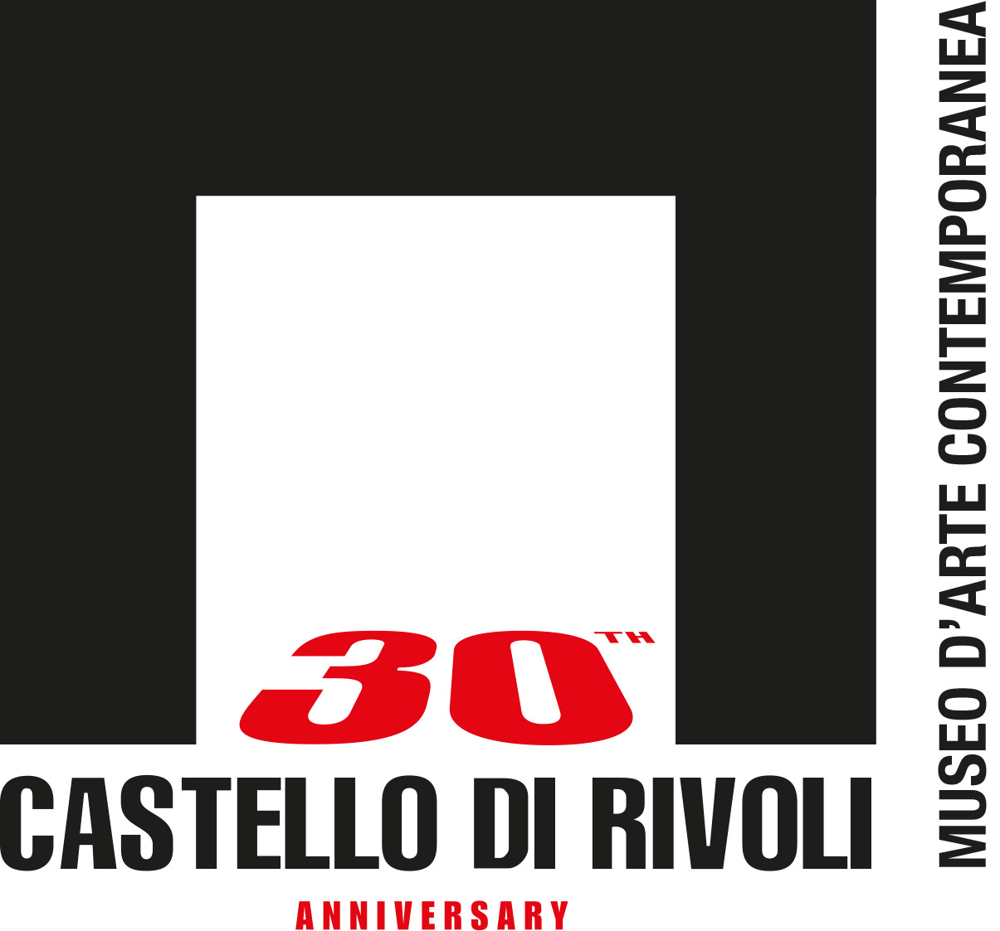 30TH
CASTELLO DI RIVOLI
ANNIVERSARY
MUSEO D’ARTE CONTEMPORANEA